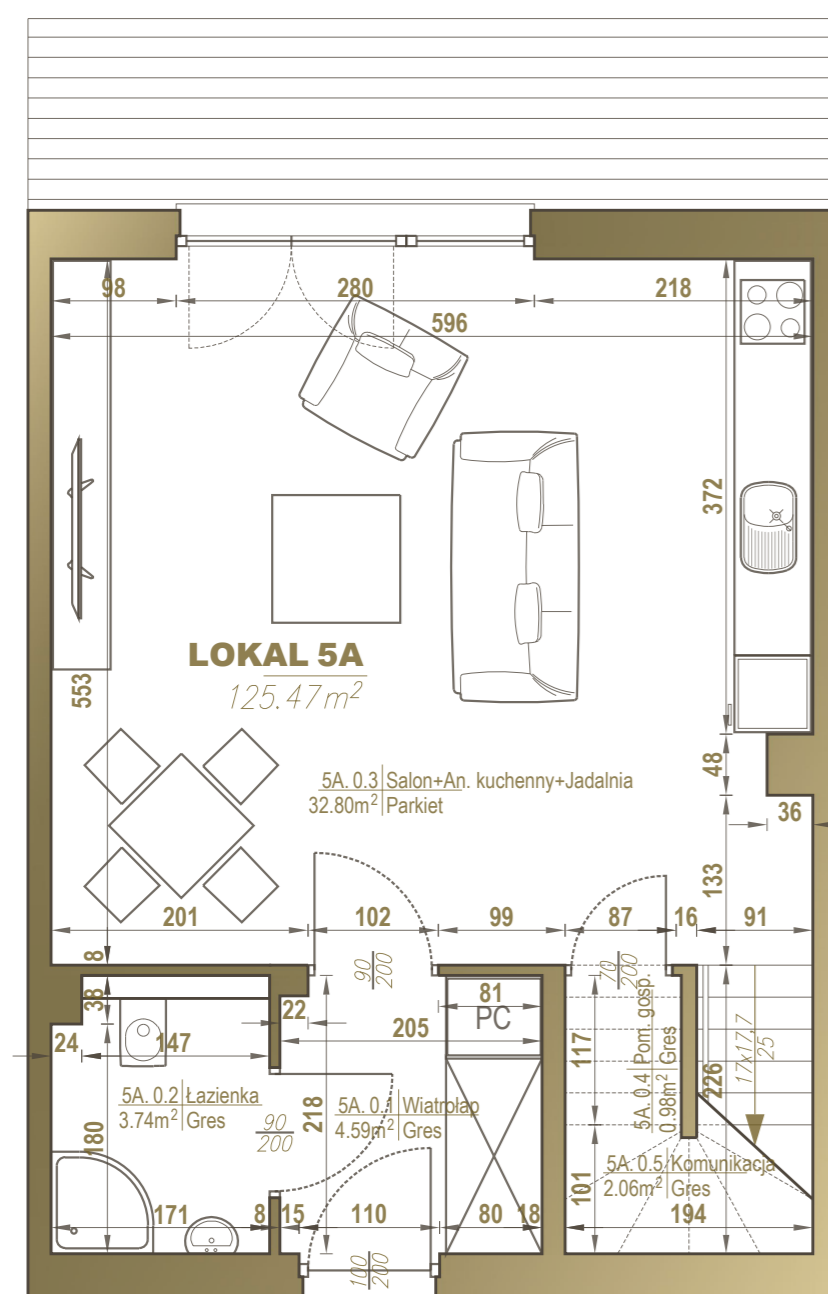 98 280 218
596
372
LOKAL 5A
125.47m²
553
5A. 0.3 Salon+An. kuchenny+Jadalnia
32.80m² Parkiet
48
36
133
201 102 99 87 16 91
8
90
200
70
200
38
22
81
PC
205
24 147
117
5A. 0.4 Pom. gosp.
0.98m² Gres
226
17x17,7
25
5A. 0.2 Łazienka
3.74m² Gres
90
200
218
5A. 0.1 Wiatrołap
4.59m² Gres
180
101
5A. 0.5 Komunikacja
2.06m² Gres
171 8 15 110 80 18 194
100
200